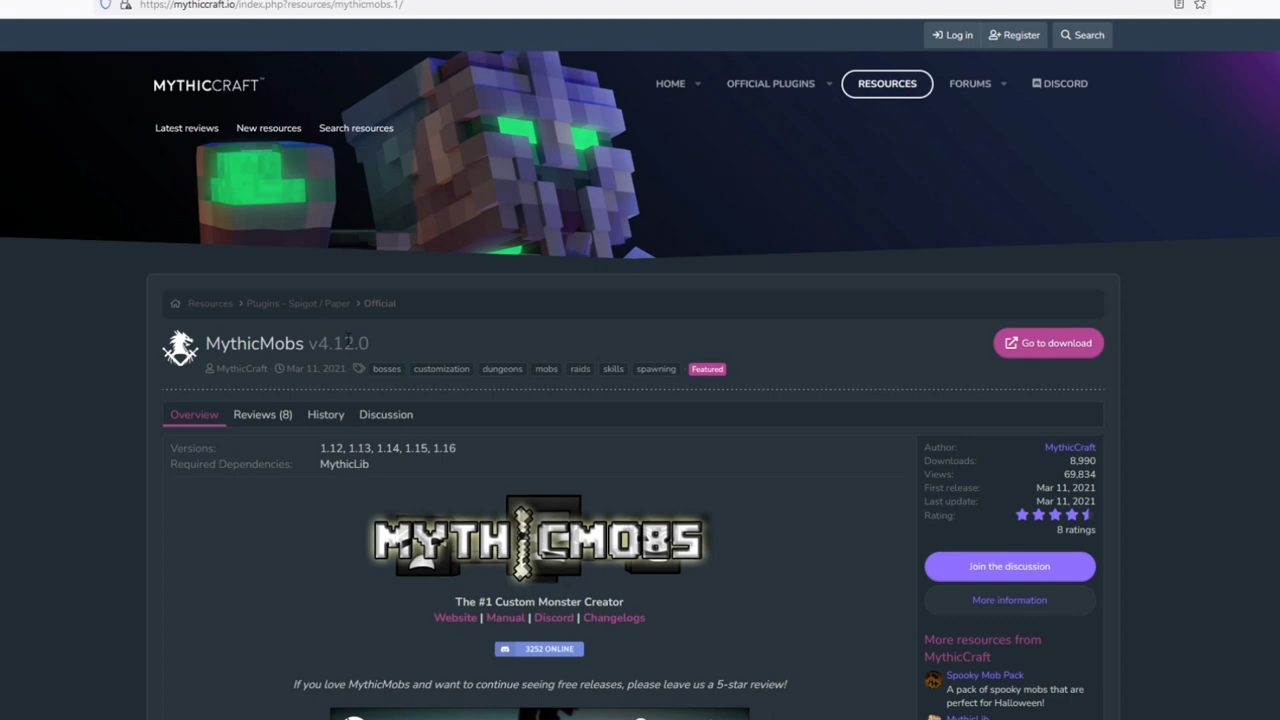 https://mythiccraft.io/index.php?resources/mythicmobs.1/
Log in
Register
Search
MYTHICCRAFT™
HOME
OFFICIAL PLUGINS
RESOURCES
FORUMS
DISCORD
Latest reviews
New resources
Search resources
Resources > Plugins - Spigot / Paper > Official
MythicMobs v4.12.0
Go to download
MythicCraft Mar 11, 2021 bosses customization dungeons mobs raids skills spawning Featured
Overview Reviews (8) History Discussion
Versions: 1.12, 1.13, 1.14, 1.15, 1.16
Required Dependencies: MythicLib
MYTHICMOBS
The #1 Custom Monster Creator
Website | Manual | Discord | Changelogs
3252 ONLINE
If you love MythicMobs and want to continue seeing free releases, please leave us a 5-star review!
Author: MythicCraft
Downloads: 8,990
Views: 69,834
First release: Mar 11, 2021
Last update: Mar 11, 2021
Rating:
8 ratings
Join the discussion
More information
More resources from
MythicCraft
Spooky Mob Pack
A pack of spooky mobs that are
perfect for Halloween!
MythicLib